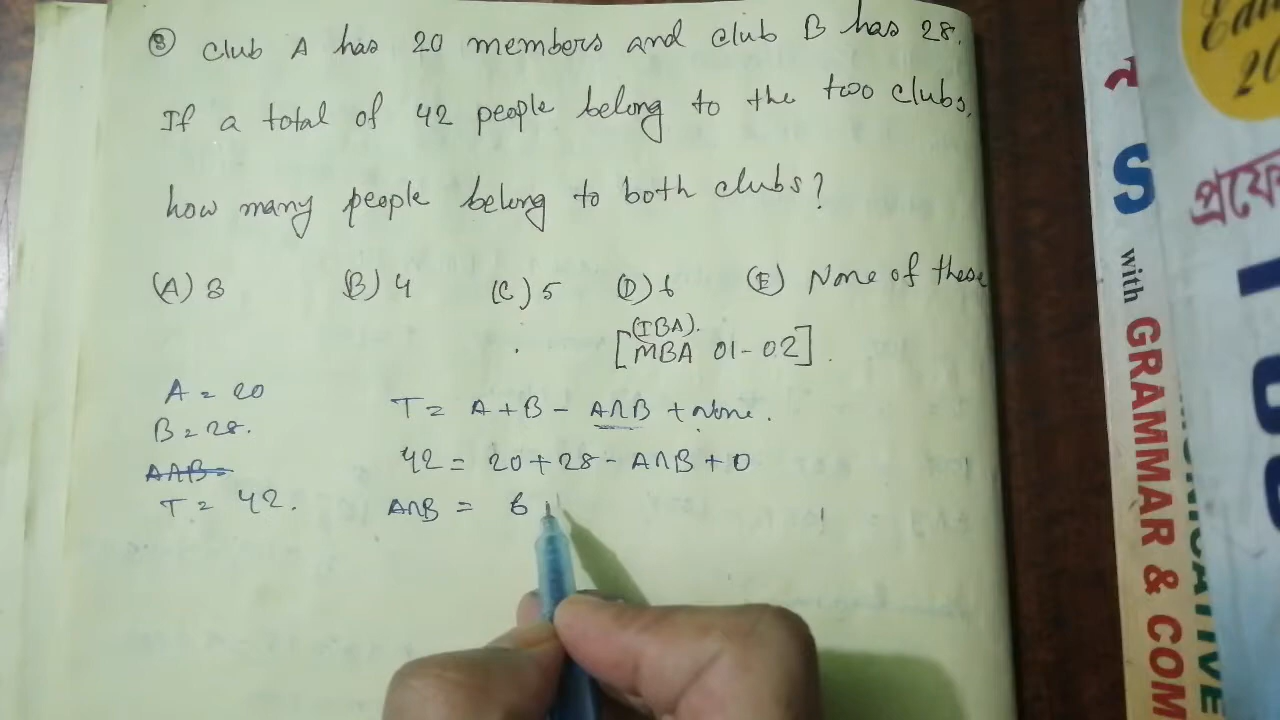 ⑧ Club A has 20 members and club B has 28.
If a total of 42 people belong to the two clubs,
how many people belong to both clubs?
(A) 3 (B) 4 (C) 5 (D) 6 (E) None of these
(IBA).
[MBA 01-02].
A = 20
B = 28.
A∩B =
T = 42.
T = A + B - A∩B + None.
42 = 20 + 28 - A∩B + 0
A∩B = 6
S with GRAMMAR & COM
প্রফে